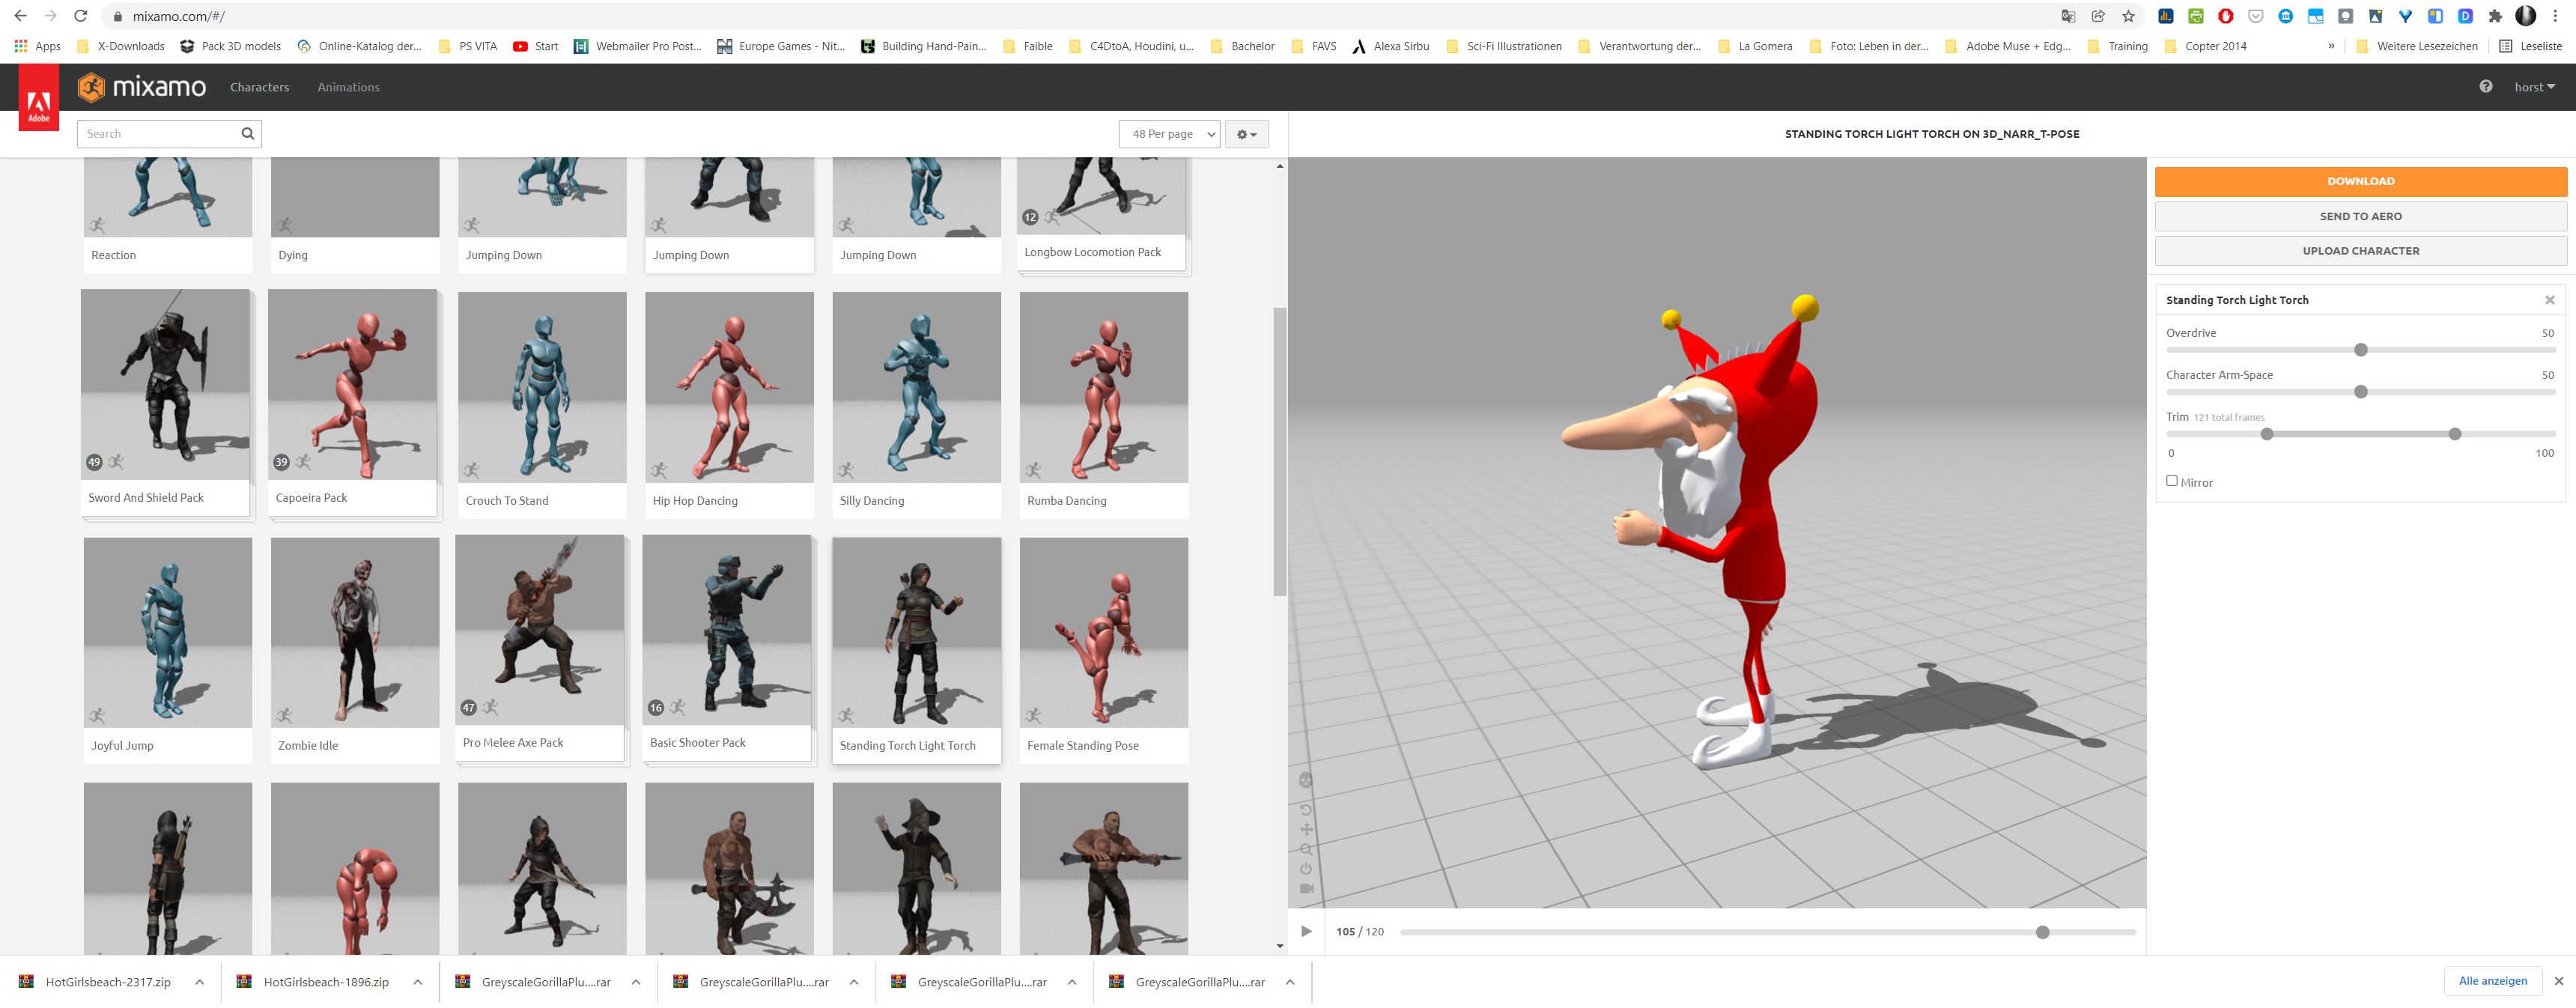 mixamo.com/#/
Apps X-Downloads Pack 3D models Online-Katalog der... PS VITA Start Webmailer Pro Post... Europe Games - Nit... Building Hand-Pain... Faible C4DtoA, Houdini, u... Bachelor FAVS Alexa Sirbu Sci-Fi Illustrationen Verantwortung der... La Gomera Foto: Leben in der... Adobe Muse + Edg... Training Copter 2014 » Weitere Lesezeichen Leseliste
Adobe
mixamo Characters Animations horst
Search 48 Per page
STANDING TORCH LIGHT TORCH ON 3D_NARR_T-POSE
12
Reaction Dying Jumping Down Jumping Down Jumping Down Longbow Locomotion Pack
49 39
Sword And Shield Pack Capoeira Pack Crouch To Stand Hip Hop Dancing Silly Dancing Rumba Dancing
47 16
Joyful Jump Zombie Idle Pro Melee Axe Pack Basic Shooter Pack Standing Torch Light Torch Female Standing Pose
105 / 120
DOWNLOAD
SEND TO AERO
UPLOAD CHARACTER
Standing Torch Light Torch
Overdrive 50
Character Arm-Space 50
Trim 121 total frames
0 100
Mirror
HotGirlsbeach-2317.zip HotGirlsbeach-1896.zip GreyscaleGorillaPlu....rar GreyscaleGorillaPlu....rar GreyscaleGorillaPlu....rar GreyscaleGorillaPlu....rar Alle anzeigen